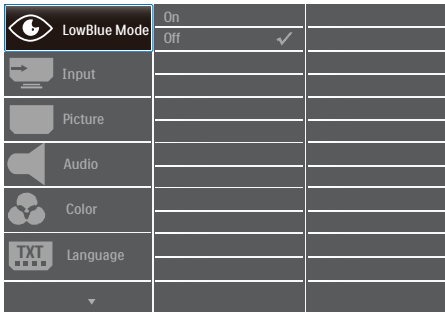 LowBlue Mode
On
Off
Input
Picture
Audio
Color
TXT
Language